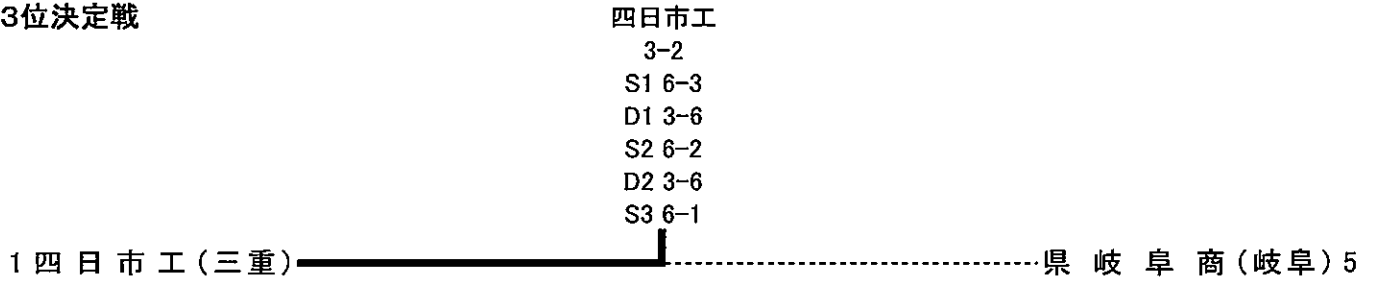 3位決定戦
四日市工
3-2
S1 6-3
D1 3-6
S2 6-2
D2 3-6
S3 6-1
1 四 日 市 工 (三重)
県 岐 阜 商 (岐阜) 5